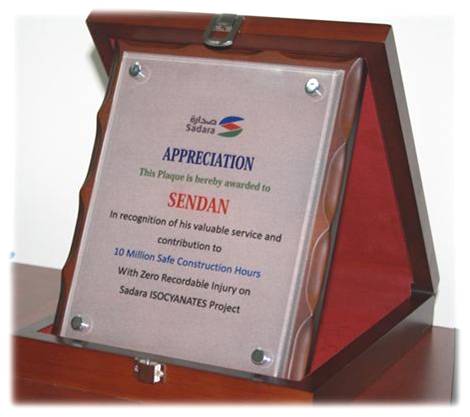 صدارة
Sadara
APPRECIATION
This Plaque is hereby awarded to
SENDAN
In recognition of his valuable service and
contribution to
10 Million Safe Construction Hours
With Zero Recordable Injury on
Sadara ISOCYANATES Project